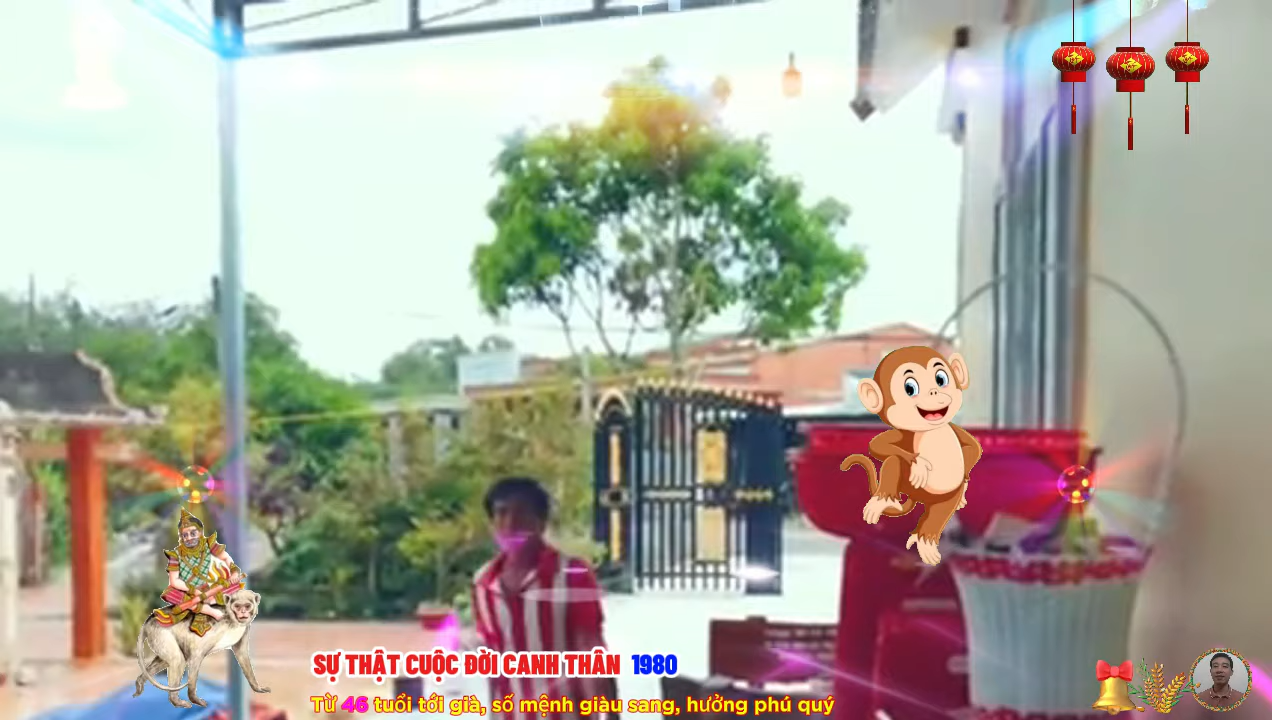 SỰ THẬT CUỘC ĐỜI CANH THÂN 1980
Từ 46 tuổi tới già, số mệnh giàu sang, hưởng phú quý